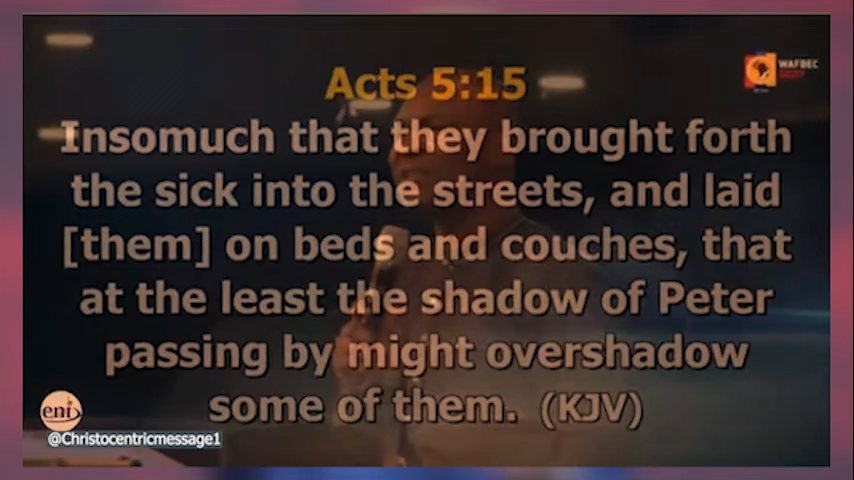 WAFBEC
Acts 5:15
Insomuch that they brought forth
the sick into the streets, and laid
[them] on beds and couches, that
at the least the shadow of Peter
passing by might overshadow
some of them. (KJV)
eni
@Christocentricmessage1